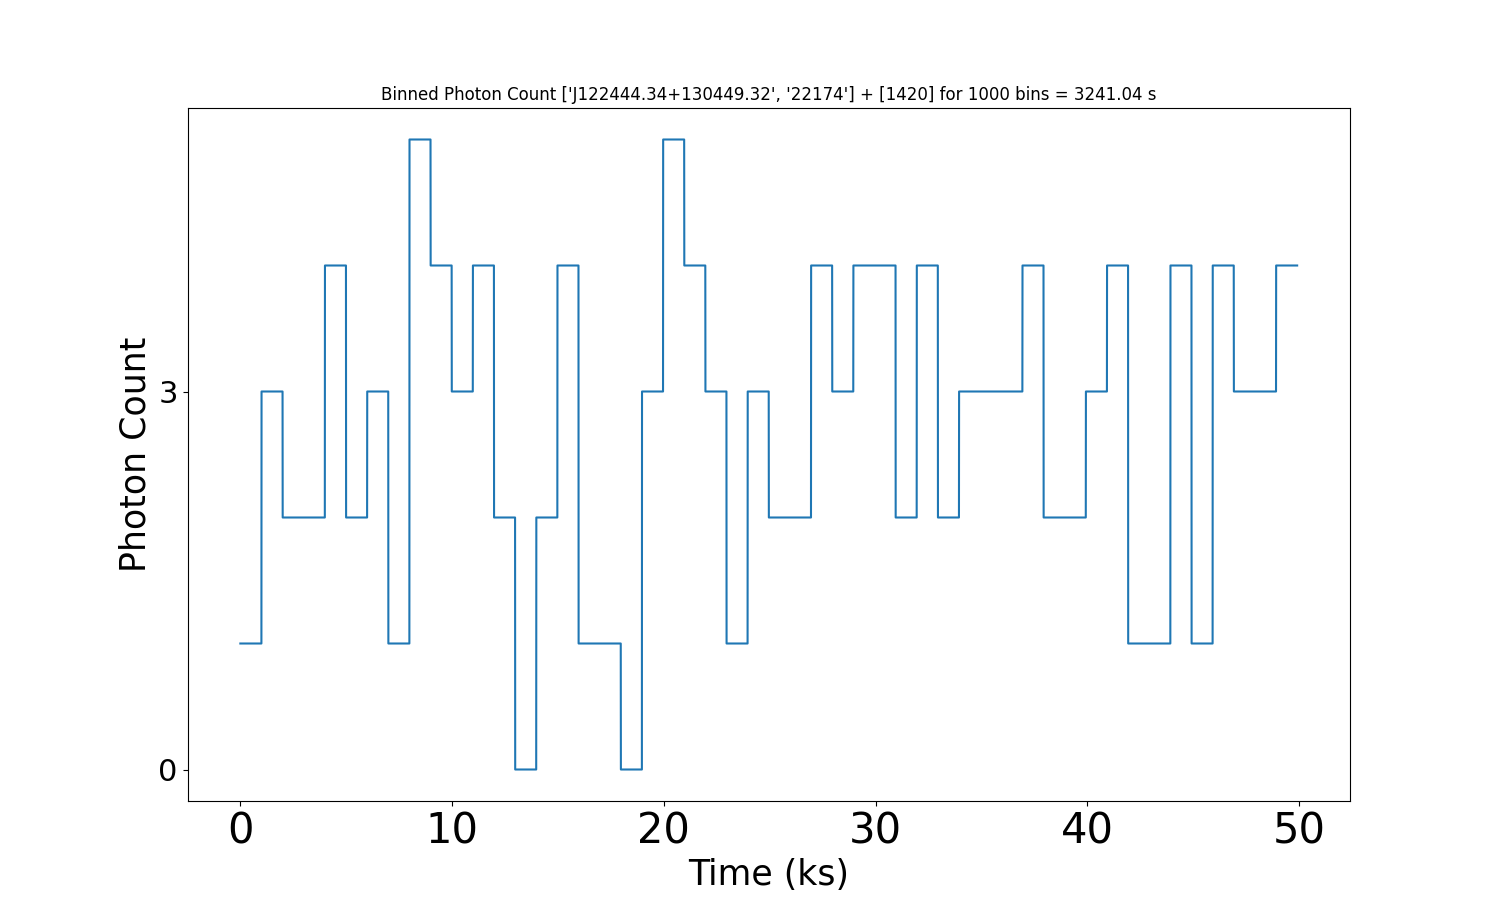 Binned Photon Count ['J122444.34+130449.32', '22174'] + [1420] for 1000 bins = 3241.04 s
Photon Count
3
0
0 10 20 30 40 50
Time (ks)